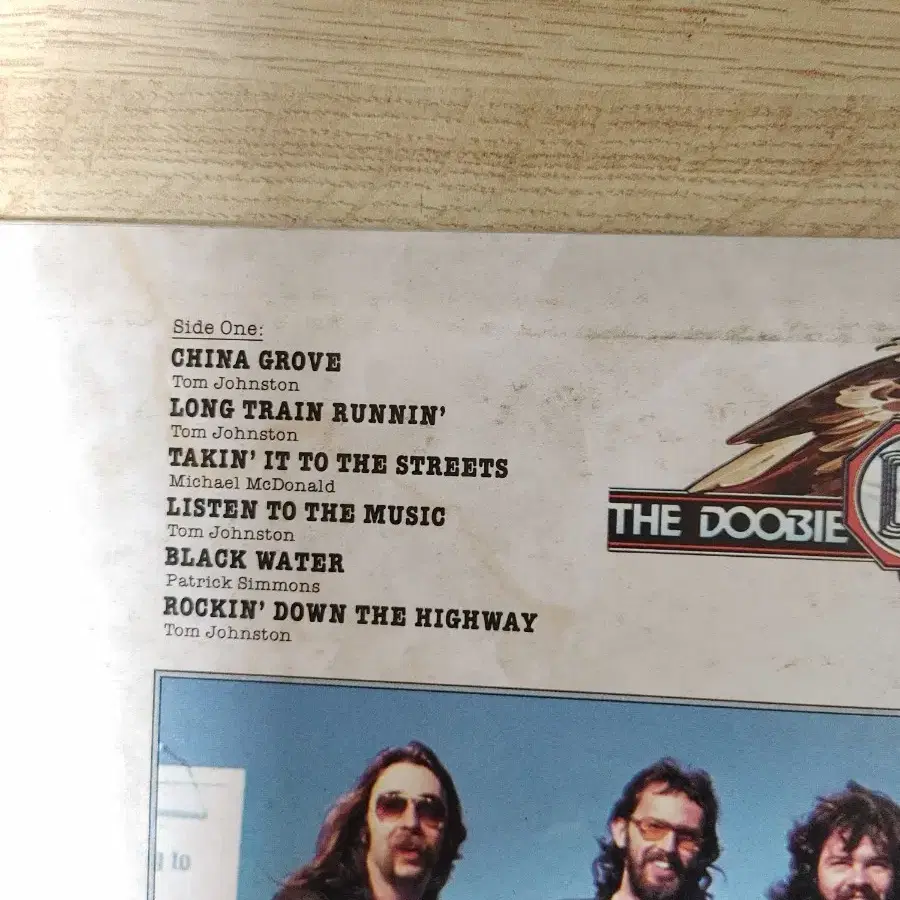 Side One:
CHINA GROVE
Tom Johnston
LONG TRAIN RUNNIN'
Tom Johnston
TAKIN' IT TO THE STREETS
Michael McDonald
LISTEN TO THE MUSIC
Tom Johnston
BLACK WATER
Patrick Simmons
ROCKIN' DOWN THE HIGHWAY
Tom Johnston
THE DOOBIE
to